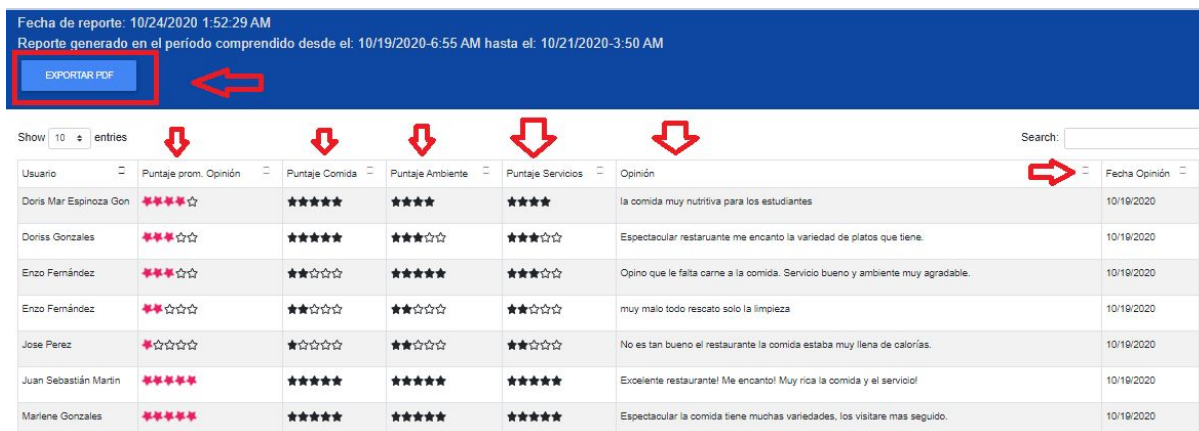 Fecha de reporte: 10/24/2020 1:52:29 AM
Reporte generado en el período comprendido desde el: 10/19/2020-6:55 AM hasta el: 10/21/2020-3:50 AM
EXPORTAR PDF
Show 10 entries
Search:
Usuario Puntaje prom. Opinión Puntaje Comida Puntaje Ambiente Puntaje Servicios Opinión Fecha Opinión
Doris Mar Espinoza Gon la comida muy nutritiva para los estudiantes 10/19/2020
Doriss Gonzales Espectacular restaruante me encanto la variedad de platos que tiene. 10/19/2020
Enzo Fernández Opino que le falta carne a la comida. Servicio bueno y ambiente muy agradable. 10/19/2020
Enzo Fernández muy malo todo rescato solo la limpieza 10/19/2020
Jose Perez No es tan bueno el restaurante la comida estaba muy llena de calorías. 10/19/2020
Juan Sebastián Martin Excelente restaurante! Me encanto! Muy rica la comida y el servicio! 10/19/2020
Marlene Gonzales Espectacular la comida tiene muchas variedades, los visitare mas seguido. 10/19/2020